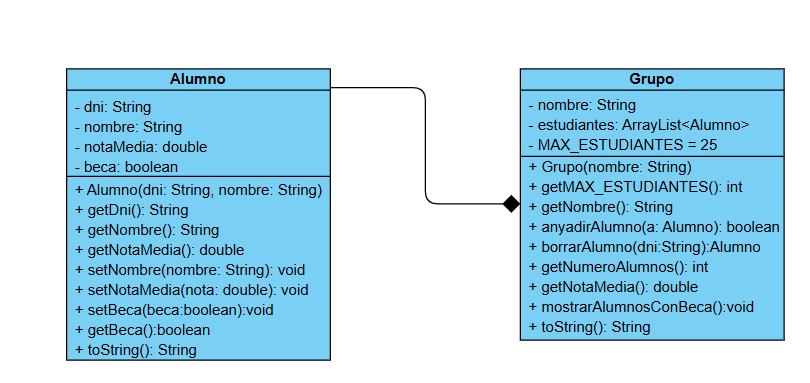 Alumno
- dni: String
- nombre: String
- notaMedia: double
- beca: boolean
+ Alumno(dni: String, nombre: String)
+ getDni(): String
+ getNombre(): String
+ getNotaMedia(): double
+ setNombre(nombre: String): void
+ setNotaMedia(nota: double): void
+ setBeca(beca:boolean):void
+ getBeca():boolean
+ toString(): String
Grupo
- nombre: String
- estudiantes: ArrayList<Alumno>
- MAX_ESTUDIANTES = 25
+ Grupo(nombre: String)
+ getMAX_ESTUDIANTES(): int
+ getNombre(): String
+ anyadirAlumno(a: Alumno): boolean
+ borrarAlumno(dni:String):Alumno
+ getNumeroAlumnos(): int
+ getNotaMedia(): double
+ mostrarAlumnosConBeca():void
+ toString(): String